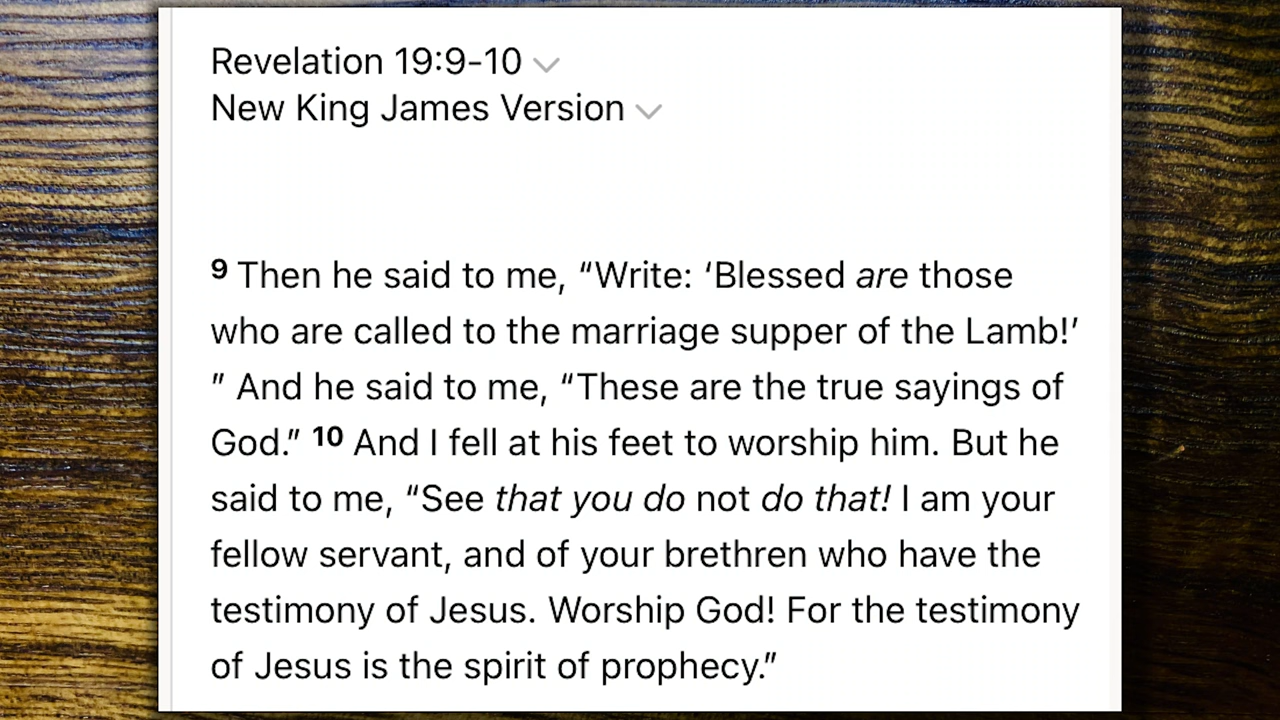 Revelation 19:9-10
New King James Version
9 Then he said to me, “Write: ‘Blessed are those
who are called to the marriage supper of the Lamb!’
” And he said to me, “These are the true sayings of
God.” 10 And I fell at his feet to worship him. But he
said to me, “See that you do not do that! I am your
fellow servant, and of your brethren who have the
testimony of Jesus. Worship God! For the testimony
of Jesus is the spirit of prophecy.”